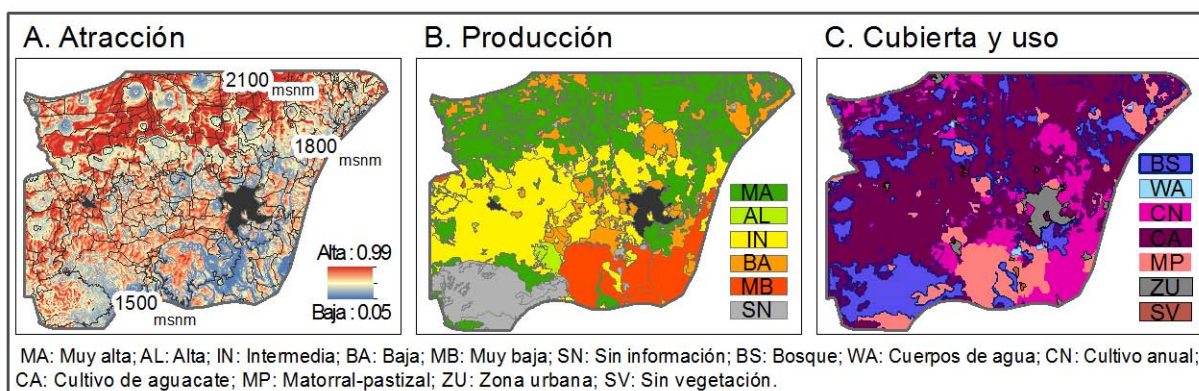 A. Atracción
2100
msnm
1800
msnm
1500
msnm
Alta : 0.99
Baja : 0.05
B. Producción
MA
AL
IN
BA
MB
SN
C. Cubierta y uso
BS
WA
CN
CA
MP
ZU
SV
MA: Muy alta; AL: Alta; IN: Intermedia; BA: Baja; MB: Muy baja; SN: Sin información; BS: Bosque; WA: Cuerpos de agua; CN: Cultivo anual;
CA: Cultivo de aguacate; MP: Matorral-pastizal; ZU: Zona urbana; SV: Sin vegetación.